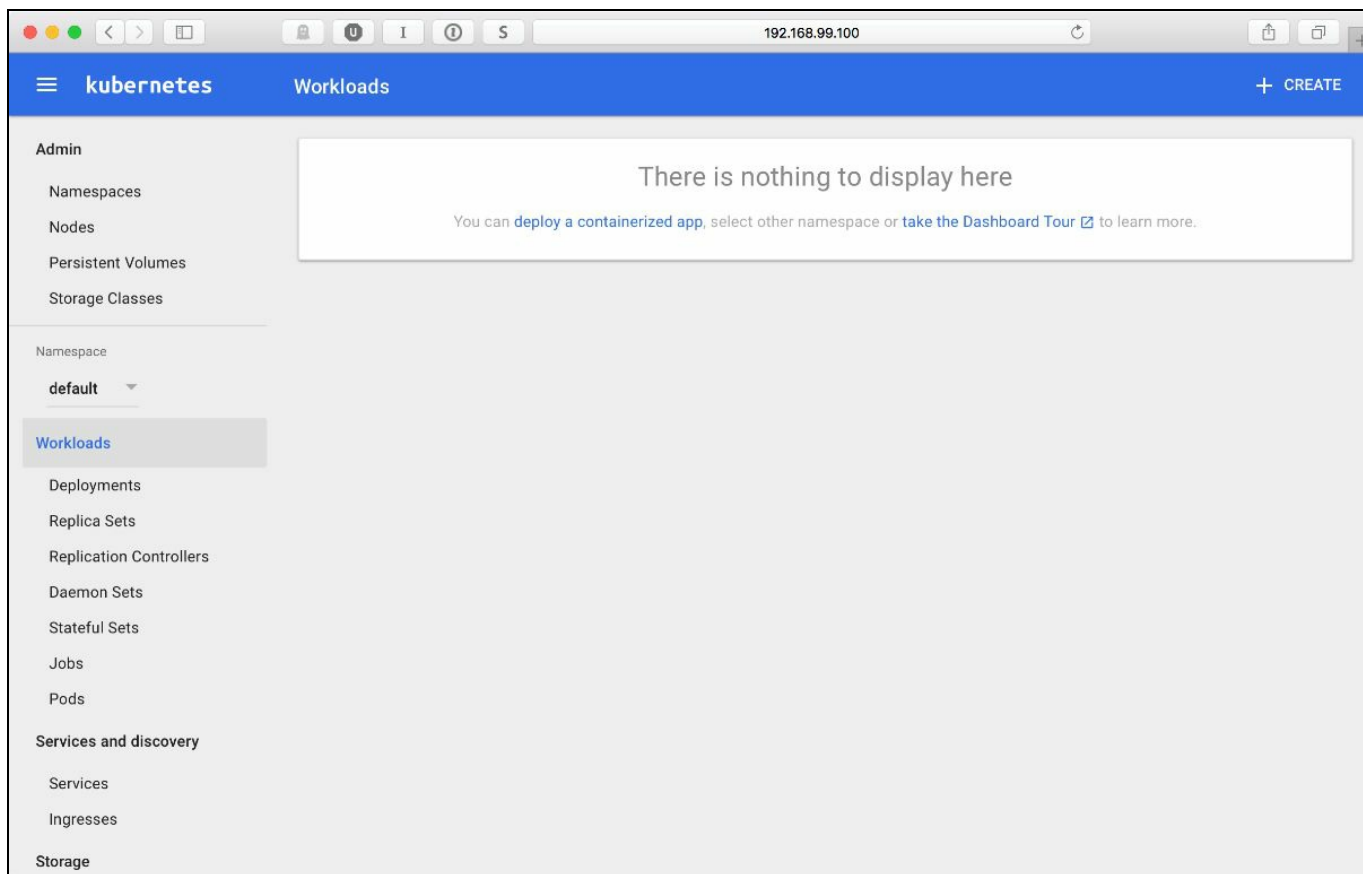 192.168.99.100
kubernetes
Workloads
+ CREATE
Admin
Namespaces
Nodes
Persistent Volumes
Storage Classes
Namespace
default
Workloads
Deployments
Replica Sets
Replication Controllers
Daemon Sets
Stateful Sets
Jobs
Pods
Services and discovery
Services
Ingresses
Storage
There is nothing to display here
You can deploy a containerized app, select other namespace or take the Dashboard Tour to learn more.